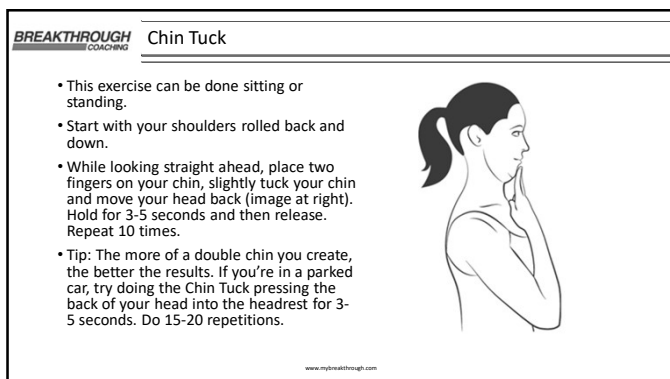 BREAKTHROUGH
COACHING
Chin Tuck
• This exercise can be done sitting or
standing.
• Start with your shoulders rolled back and
down.
• While looking straight ahead, place two
fingers on your chin, slightly tuck your chin
and move your head back (image at right).
Hold for 3-5 seconds and then release.
Repeat 10 times.
• Tip: The more of a double chin you create,
the better the results. If you're in a parked
car, try doing the Chin Tuck pressing the
back of your head into the headrest for 3-
5 seconds. Do 15-20 repetitions.
www.mybreakthrough.com